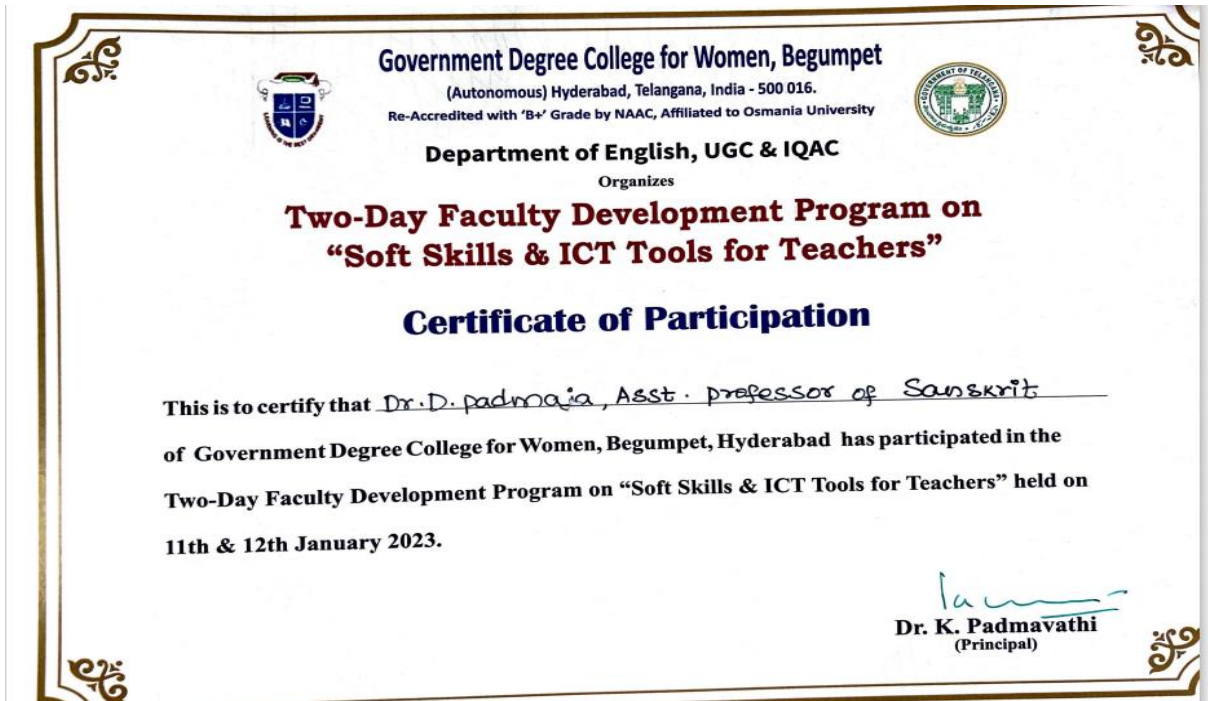 Government Degree College for Women, Begumpet
(Autonomous) Hyderabad, Telangana, India - 500 016.
Re-Accredited with ‘B+’ Grade by NAAC, Affiliated to Osmania University
Department of English, UGC & IQAC
Organizes
Two-Day Faculty Development Program on
“Soft Skills & ICT Tools for Teachers”
Certificate of Participation
This is to certify that Dr. D. padmaja, Asst. professor of Sanskrit
of Government Degree College for Women, Begumpet, Hyderabad has participated in the
Two-Day Faculty Development Program on “Soft Skills & ICT Tools for Teachers” held on
11th & 12th January 2023.
Dr. K. Padmavathi
(Principal)
GOVERNMENT OF TELANGANA